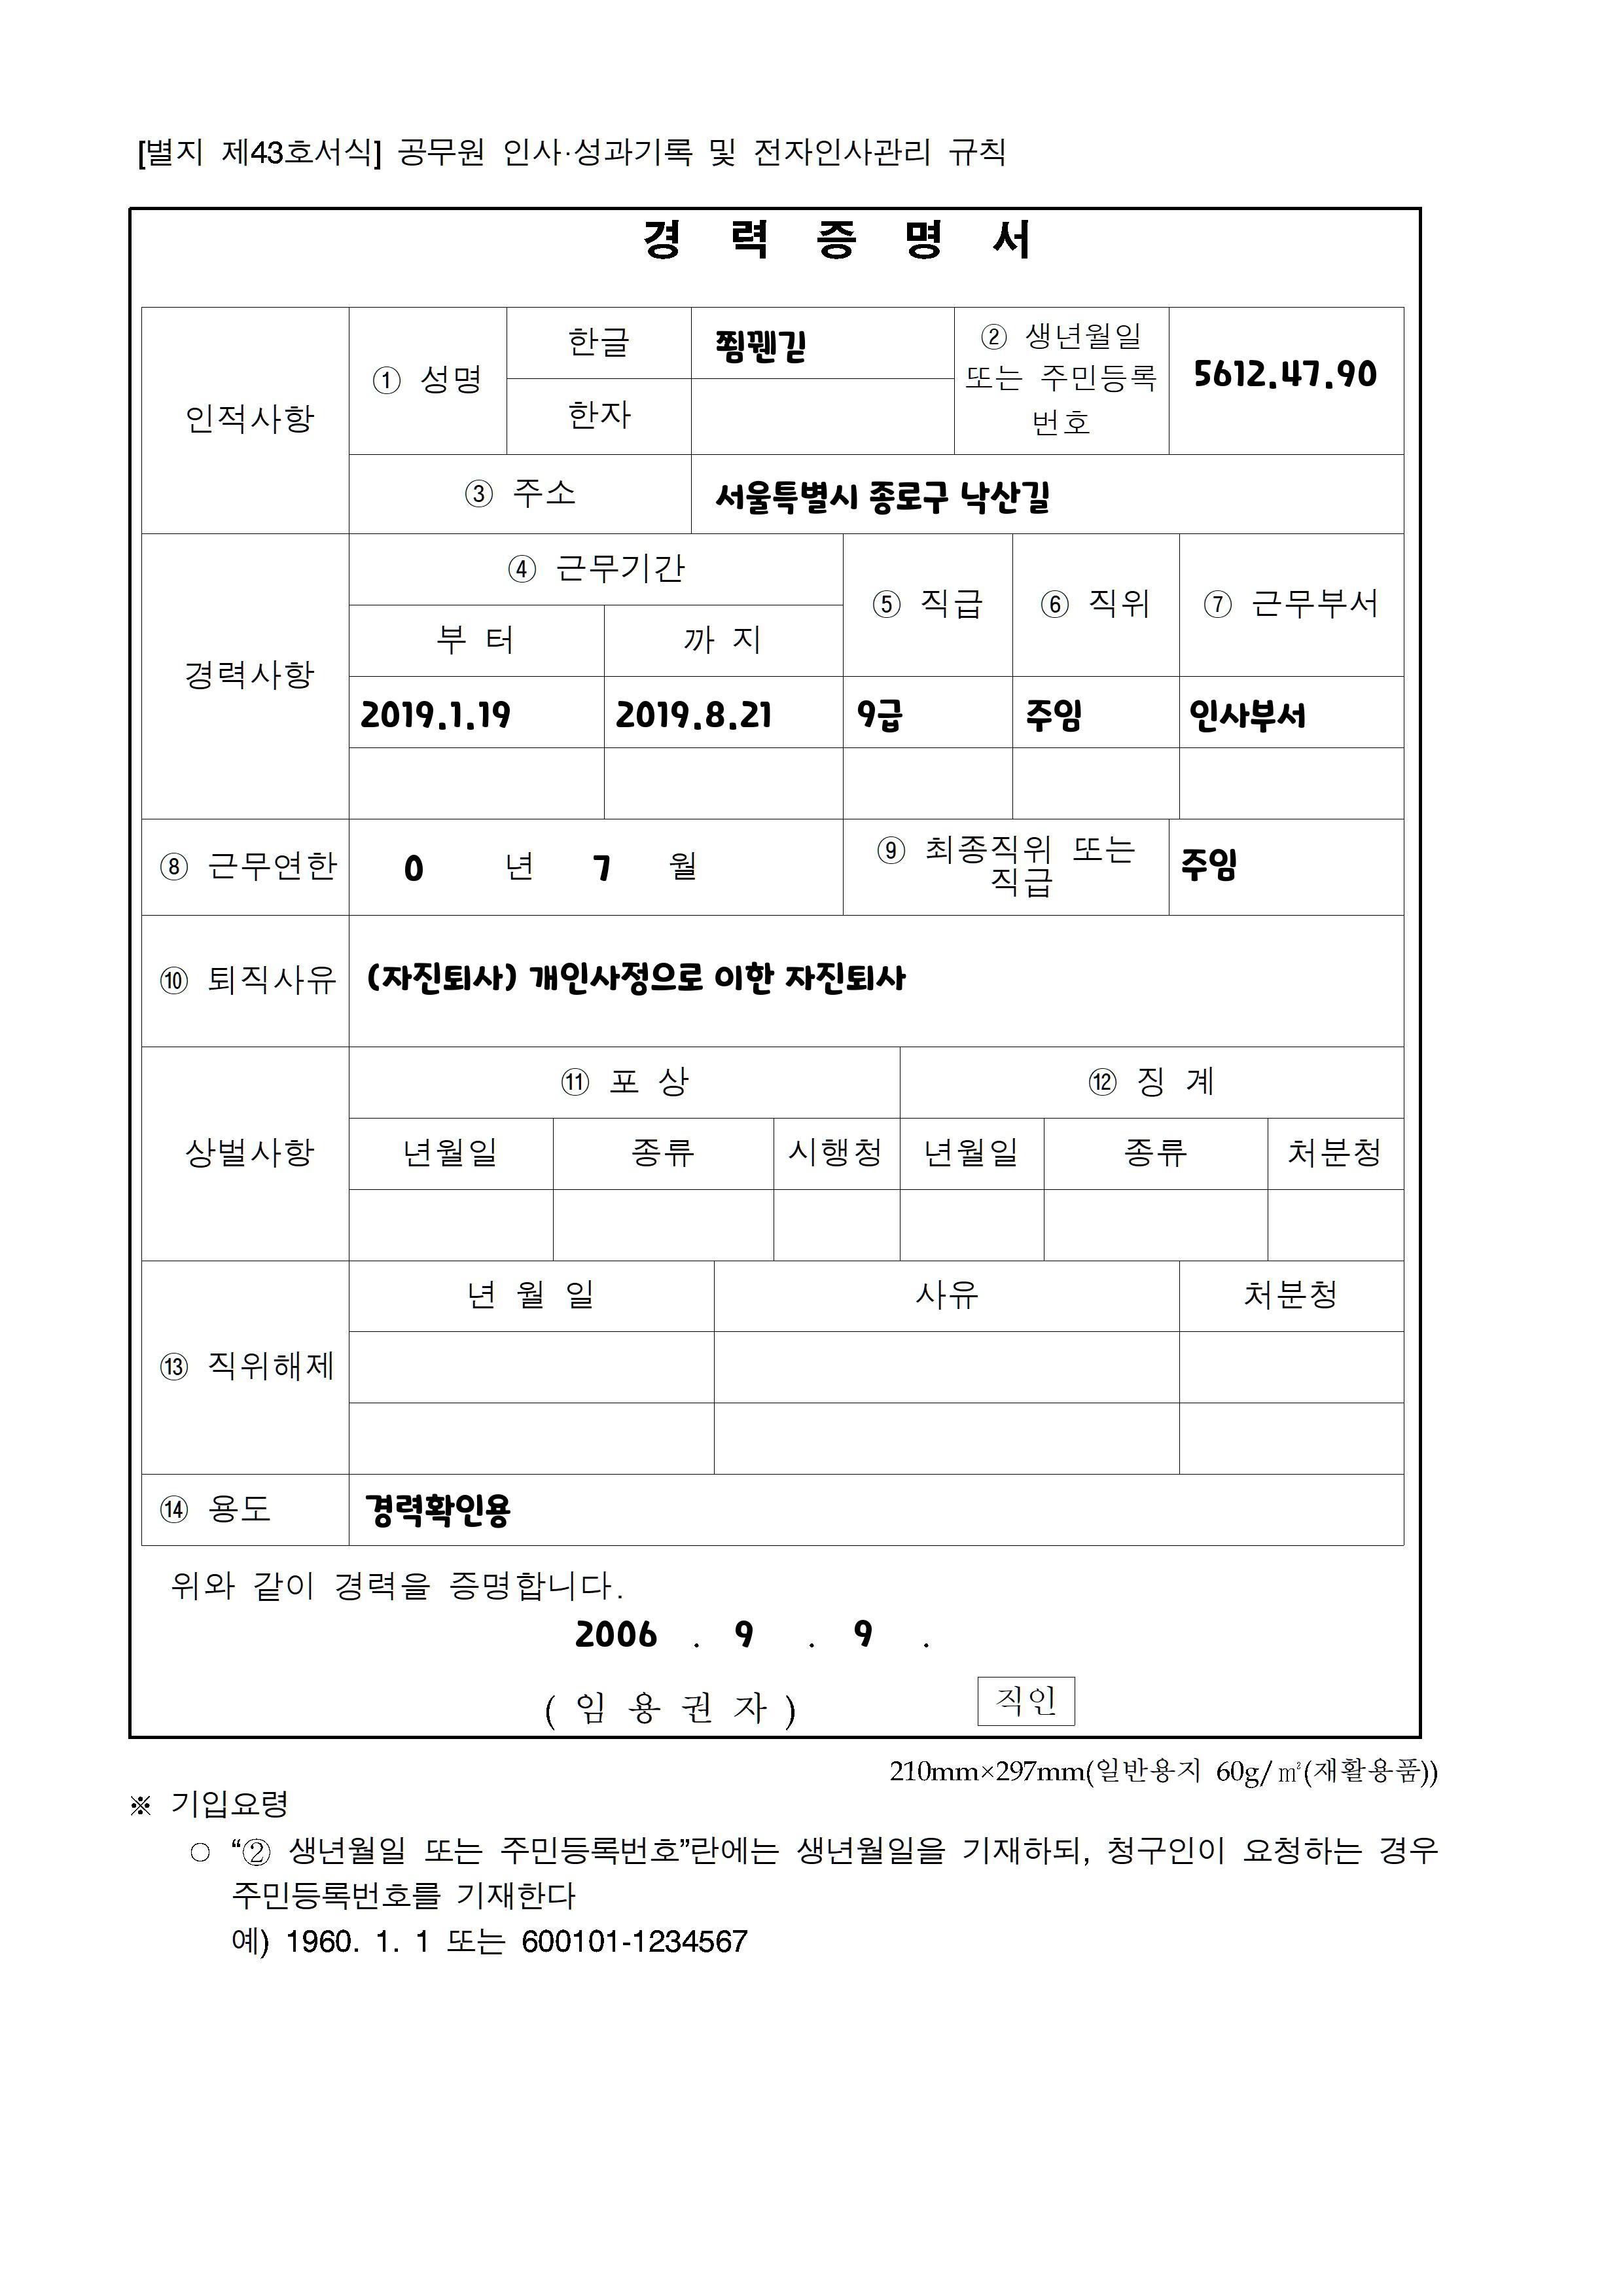 [별지 제43호서식] 공무원 인사·성과기록 및 전자인사관리 규칙
경 력 증 명 서
인적사항
① 성명
한글
쬠꿴긷
한자
② 생년월일
또는 주민등록
번호
5612.47.90
③ 주소
서울특별시 종로구 낙산길
경력사항
④ 근무기간
부 터
까 지
⑤ 직급
⑥ 직위
⑦ 근무부서
2019.1.19
2019.8.21
9급
주임
인사부서
⑧ 근무연한
0 년 7 월
⑨ 최종직위 또는
직급
주임
⑩ 퇴직사유
(자진퇴사) 개인사정으로 이한 자진퇴사
상벌사항
⑪ 포 상
⑫ 징 계
년월일
종류
시행청
년월일
종류
처분청
⑬ 직위해제
년 월 일
사유
처분청
⑭ 용도
경력확인용
위와 같이 경력을 증명합니다.
2006 . 9 . 9 .
( 임 용 권 자 )
직인
210mm×297mm(일반용지 60g/㎡(재활용품))
※ 기입요령
○ “② 생년월일 또는 주민등록번호”란에는 생년월일을 기재하되, 청구인이 요청하는 경우
주민등록번호를 기재한다
예) 1960. 1. 1 또는 600101-1234567